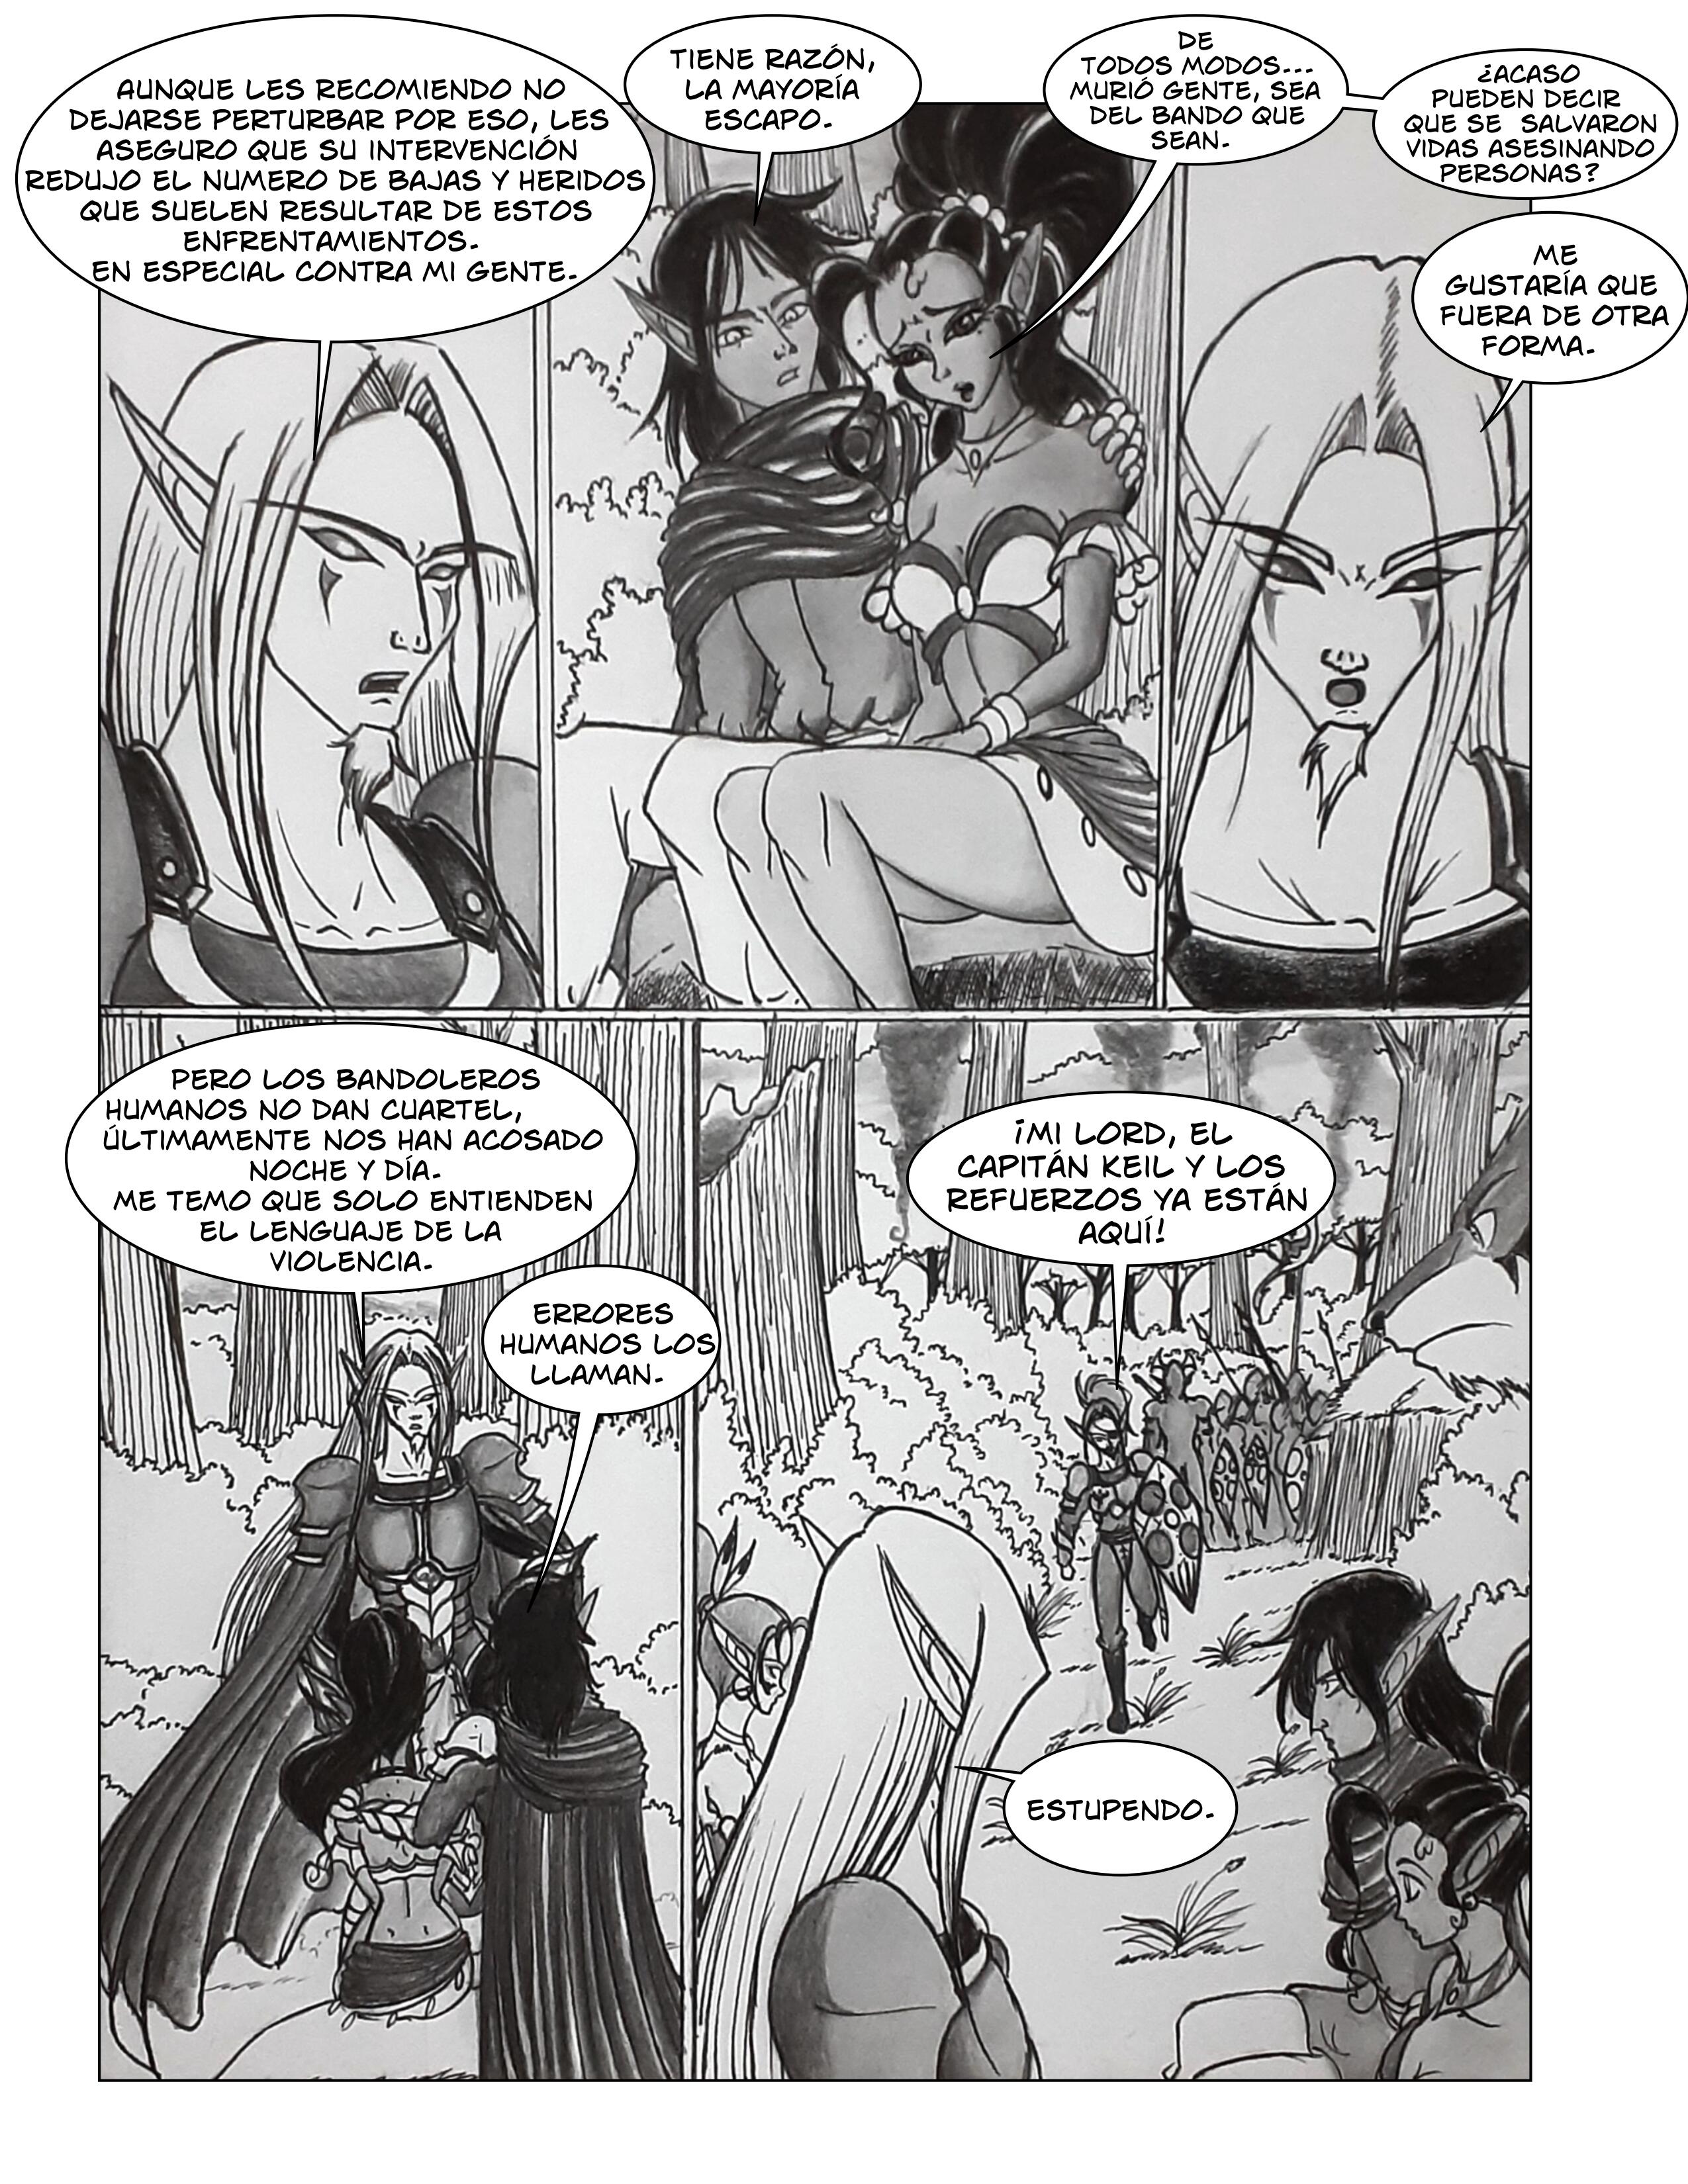 AUNQUE LES RECOMIENDO NO
DEJARSE PERTURBAR POR ESO, LES
ASEGURO QUE SU INTERVENCIÓN
REDUJO EL NUMERO DE BAJAS Y HERIDOS
QUE SUELEN RESULTAR DE ESTOS
ENFRENTAMIENTOS.
EN ESPECIAL CONTRA MI GENTE.
TIENE RAZÓN,
LA MAYORÍA
ESCAPO.
DE
TODOS MODOS...
MURIÓ GENTE, SEA
DEL BANDO QUE
SEAN.
¿ACASO
PUEDEN DECIR
QUE SE SALVARON
VIDAS ASESINANDO
PERSONAS?
ME
GUSTARÍA QUE
FUERA DE OTRA
FORMA.
PERO LOS BANDOLEROS
HUMANOS NO DAN CUARTEL,
ÚLTIMAMENTE NOS HAN ACOSADO
NOCHE Y DÍA.
ME TEMO QUE SOLO ENTIENDEN
EL LENGUAJE DE LA
VIOLENCIA.
ERRORES
HUMANOS LOS
LLAMAN.
¡MI LORD, EL
CAPITÁN KEIL Y LOS
REFUERZOS YA ESTÁN
AQUÍ!
ESTUPENDO.